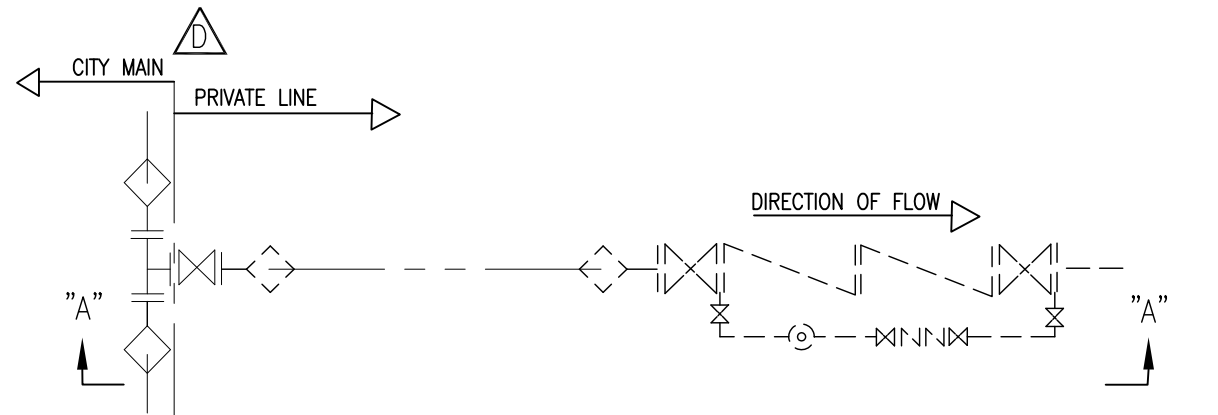 D
CITY MAIN
PRIVATE LINE
DIRECTION OF FLOW
"A"
"A"